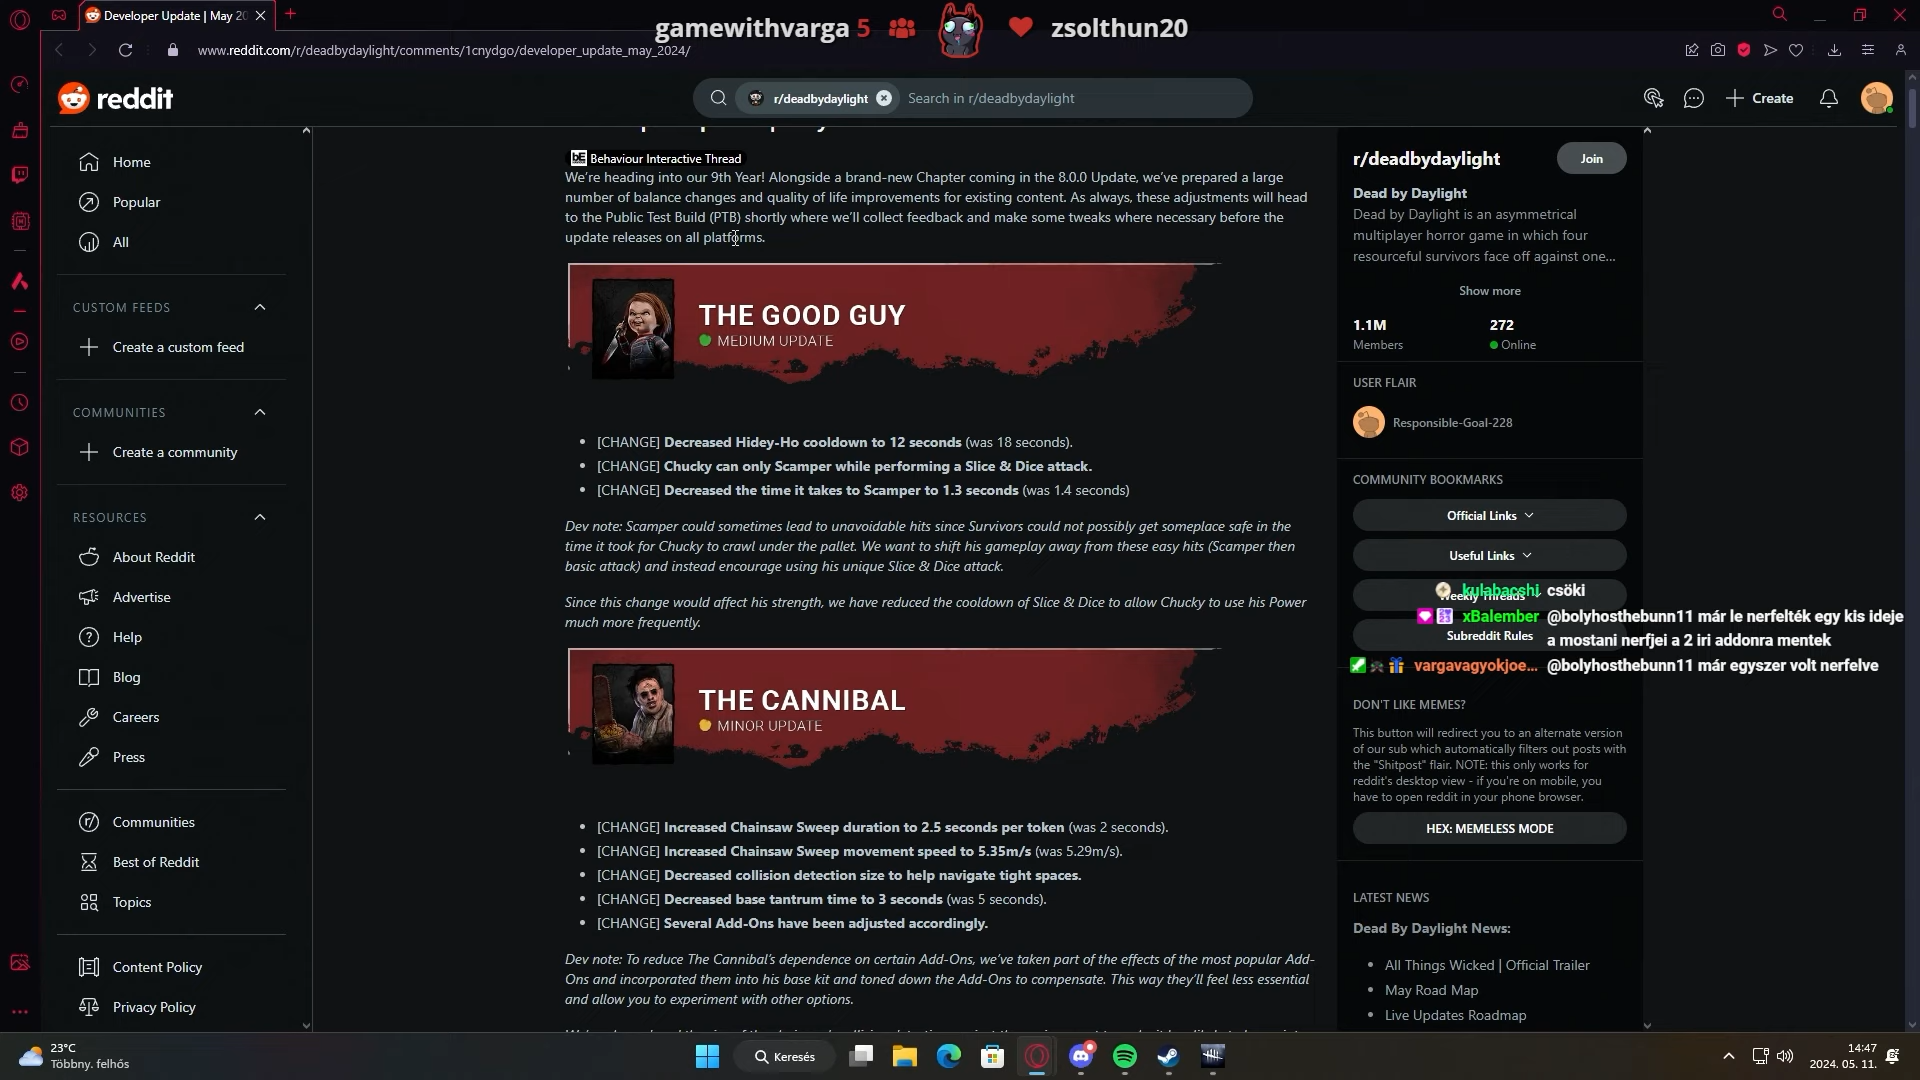 Developer Update | May 20
gamewithvarga 5
zsolthun20
www.reddit.com/r/deadbydaylight/comments/1cnydgo/developer_update_may_2024/
reddit
r/deadbydaylight
Search in r/deadbydaylight
Create
Home
Popular
All
CUSTOM FEEDS
Create a custom feed
COMMUNITIES
Create a community
RESOURCES
About Reddit
Advertise
Help
Blog
Careers
Press
Communities
Best of Reddit
Topics
Content Policy
Privacy Policy
bE Behaviour Interactive Thread
We're heading into our 9th Year! Alongside a brand-new Chapter coming in the 8.0.0 Update, we've prepared a large
number of balance changes and quality of life improvements for existing content. As always, these adjustments will head
to the Public Test Build (PTB) shortly where we'll collect feedback and make some tweaks where necessary before the
update releases on all platforms.
THE GOOD GUY
MEDIUM UPDATE
• [CHANGE] Decreased Hidey-Ho cooldown to 12 seconds (was 18 seconds).
• [CHANGE] Chucky can only Scamper while performing a Slice & Dice attack.
• [CHANGE] Decreased the time it takes to Scamper to 1.3 seconds (was 1.4 seconds)
Dev note: Scamper could sometimes lead to unavoidable hits since Survivors could not possibly get someplace safe in the
time it took for Chucky to crawl under the pallet. We want to shift his gameplay away from these easy hits (Scamper then
basic attack) and instead encourage using his unique Slice & Dice attack.
Since this change would affect his strength, we have reduced the cooldown of Slice & Dice to allow Chucky to use his Power
much more frequently.
THE CANNIBAL
MINOR UPDATE
• [CHANGE] Increased Chainsaw Sweep duration to 2.5 seconds per token (was 2 seconds).
• [CHANGE] Increased Chainsaw Sweep movement speed to 5.35m/s (was 5.29m/s).
• [CHANGE] Decreased collision detection size to help navigate tight spaces.
• [CHANGE] Decreased base tantrum time to 3 seconds (was 5 seconds).
• [CHANGE] Several Add-Ons have been adjusted accordingly.
Dev note: To reduce The Cannibal's dependence on certain Add-Ons, we've taken part of the effects of the most popular Add-
Ons and incorporated them into his base kit and toned down the Add-Ons to compensate. This way they'll feel less essential
and allow you to experiment with other options.
r/deadbydaylight
Join
Dead by Daylight
Dead by Daylight is an asymmetrical
multiplayer horror game in which four
resourceful survivors face off against one...
Show more
1.1M
Members
272
Online
USER FLAIR
Responsible-Goal-228
COMMUNITY BOOKMARKS
Official Links
Useful Links
Weekly Threads
Subreddit Rules
kulabacshi csöki
xBalember @bolyhosthebunn11 már le nerfelték egy kis ideje
a mostani nerfjei a 2 iri addonra mentek
vargavagyokjoe... @bolyhosthebunn11 már egyszer volt nerfelve
DON'T LIKE MEMES?
This button will redirect you to an alternate version
of our sub which automatically filters out posts with
the "Shitpost" flair. NOTE: this only works for
reddit's desktop view - if you're on mobile, you
have to open reddit in your phone browser.
HEX: MEMELESS MODE
LATEST NEWS
Dead By Daylight News:
• All Things Wicked | Official Trailer
• May Road Map
• Live Updates Roadmap
23°C
Többny. felhős
Keresés
14:47
2024. 05. 11.